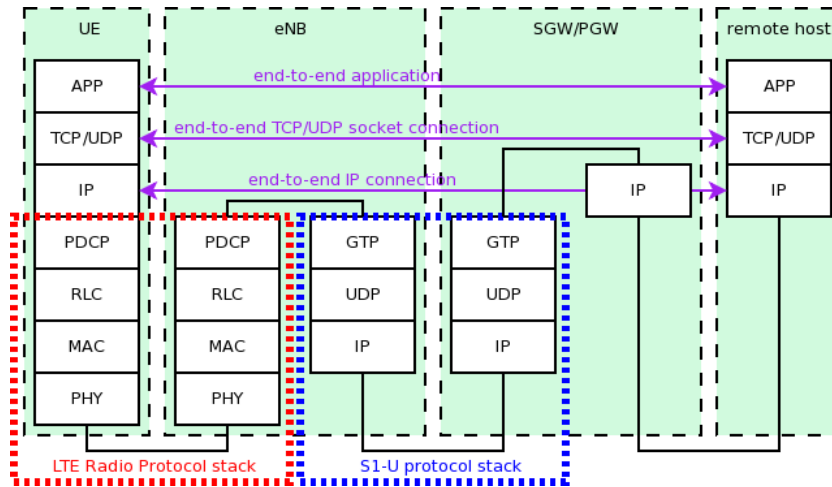 UE
eNB
SGW/PGW
remote host
APP
end-to-end application
APP
TCP/UDP
end-to-end TCP/UDP socket connection
TCP/UDP
IP
end-to-end IP connection
IP
IP
PDCP
PDCP
GTP
GTP
RLC
RLC
UDP
UDP
MAC
MAC
IP
IP
PHY
PHY
LTE Radio Protocol stack
S1-U protocol stack